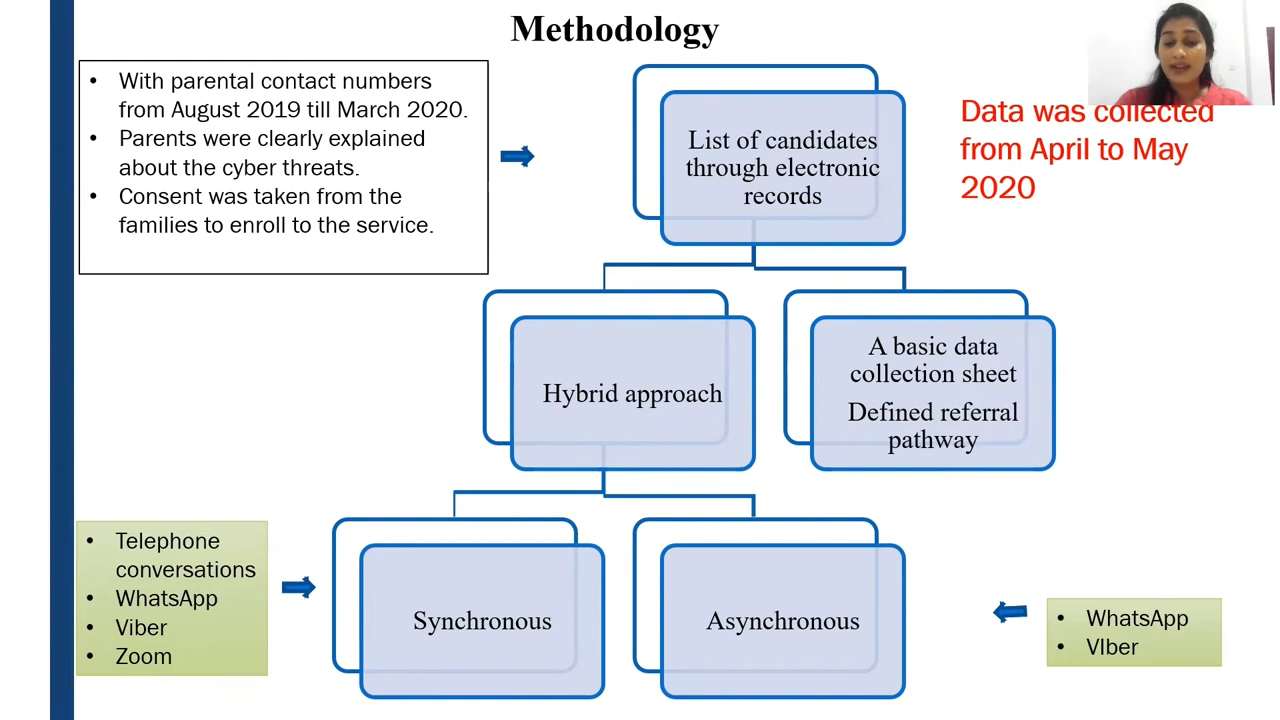 Methodology
• With parental contact numbers
from August 2019 till March 2020.
• Parents were clearly explained
about the cyber threats.
• Consent was taken from the
families to enroll to the service.
List of candidates
through electronic
records
Data was collected
from April to May
2020
Hybrid approach
A basic data
collection sheet
Defined referral
pathway
• Telephone
conversations
• WhatsApp
• Viber
• Zoom
Synchronous
Asynchronous
• WhatsApp
• VIber